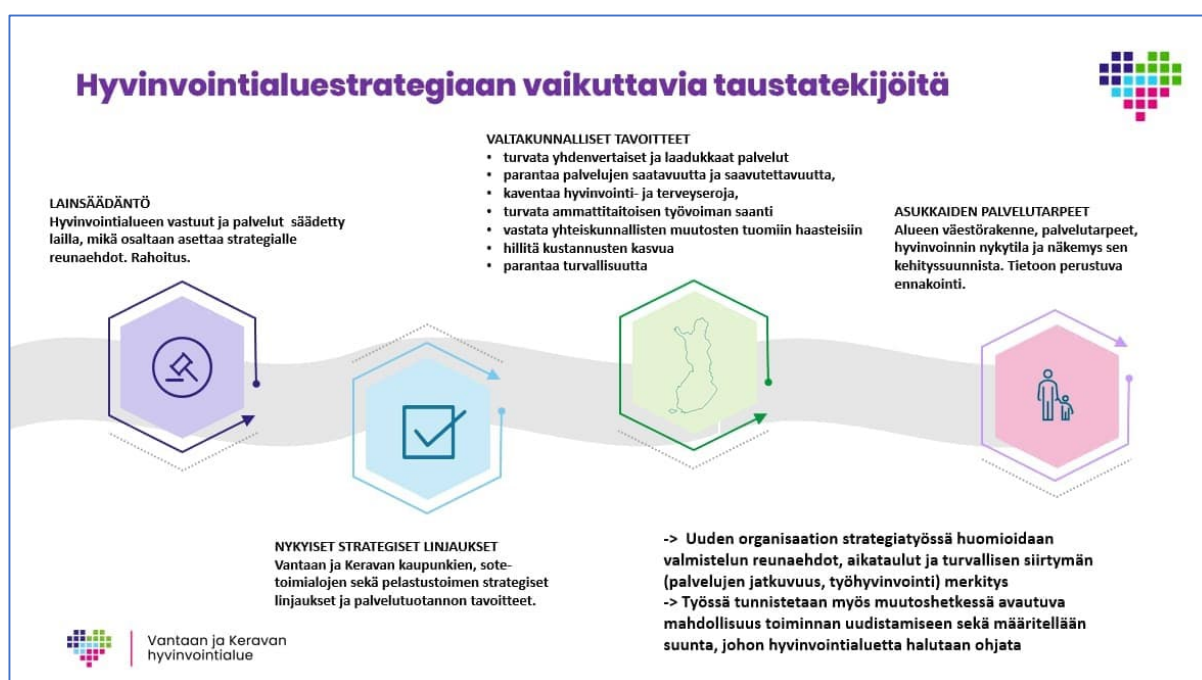 Hyvinvointialuestrategiaan vaikuttavia taustatekijöitä
LAINSÄÄDÄNTÖ
Hyvinvointialueen vastuut ja palvelut säädetty
lailla, mikä osaltaan asettaa strategialle
reunaehdot. Rahoitus.
VALTAKUNNALLISET TAVOITTEET
• turvata yhdenvertaiset ja laadukkaat palvelut
• parantaa palvelujen saatavuutta ja saavutettavuutta,
• kaventaa hyvinvointi- ja terveyseroja,
• turvata ammattitaitoisen työvoiman saanti
• vastata yhteiskunnallisten muutosten tuomiin haasteisiin
• hillitä kustannusten kasvua
• parantaa turvallisuutta
ASUKKAIDEN PALVELUTARPEET
Alueen väestörakenne, palvelutarpeet,
hyvinvoinnin nykytila ja näkemys sen
kehityssuunnista. Tietoon perustuva
ennakointi.
NYKYISET STRATEGISET LINJAUKSET
Vantaan ja Keravan kaupunkien, sote-
toimialojen sekä pelastustoimen strategiset
linjaukset ja palvelutuotannon tavoitteet.
-> Uuden organisaation strategiatyössä huomioidaan
valmistelun reunaehdot, aikataulut ja turvallisen siirtymän
(palvelujen jatkuvuus, työhyvinvointi) merkitys
-> Työssä tunnistetaan myös muutoshetkessä avautuva
mahdollisuus toiminnan uudistamiseen sekä määritellään
suunta, johon hyvinvointialuetta halutaan ohjata
Vantaan ja Keravan
hyvinvointialue